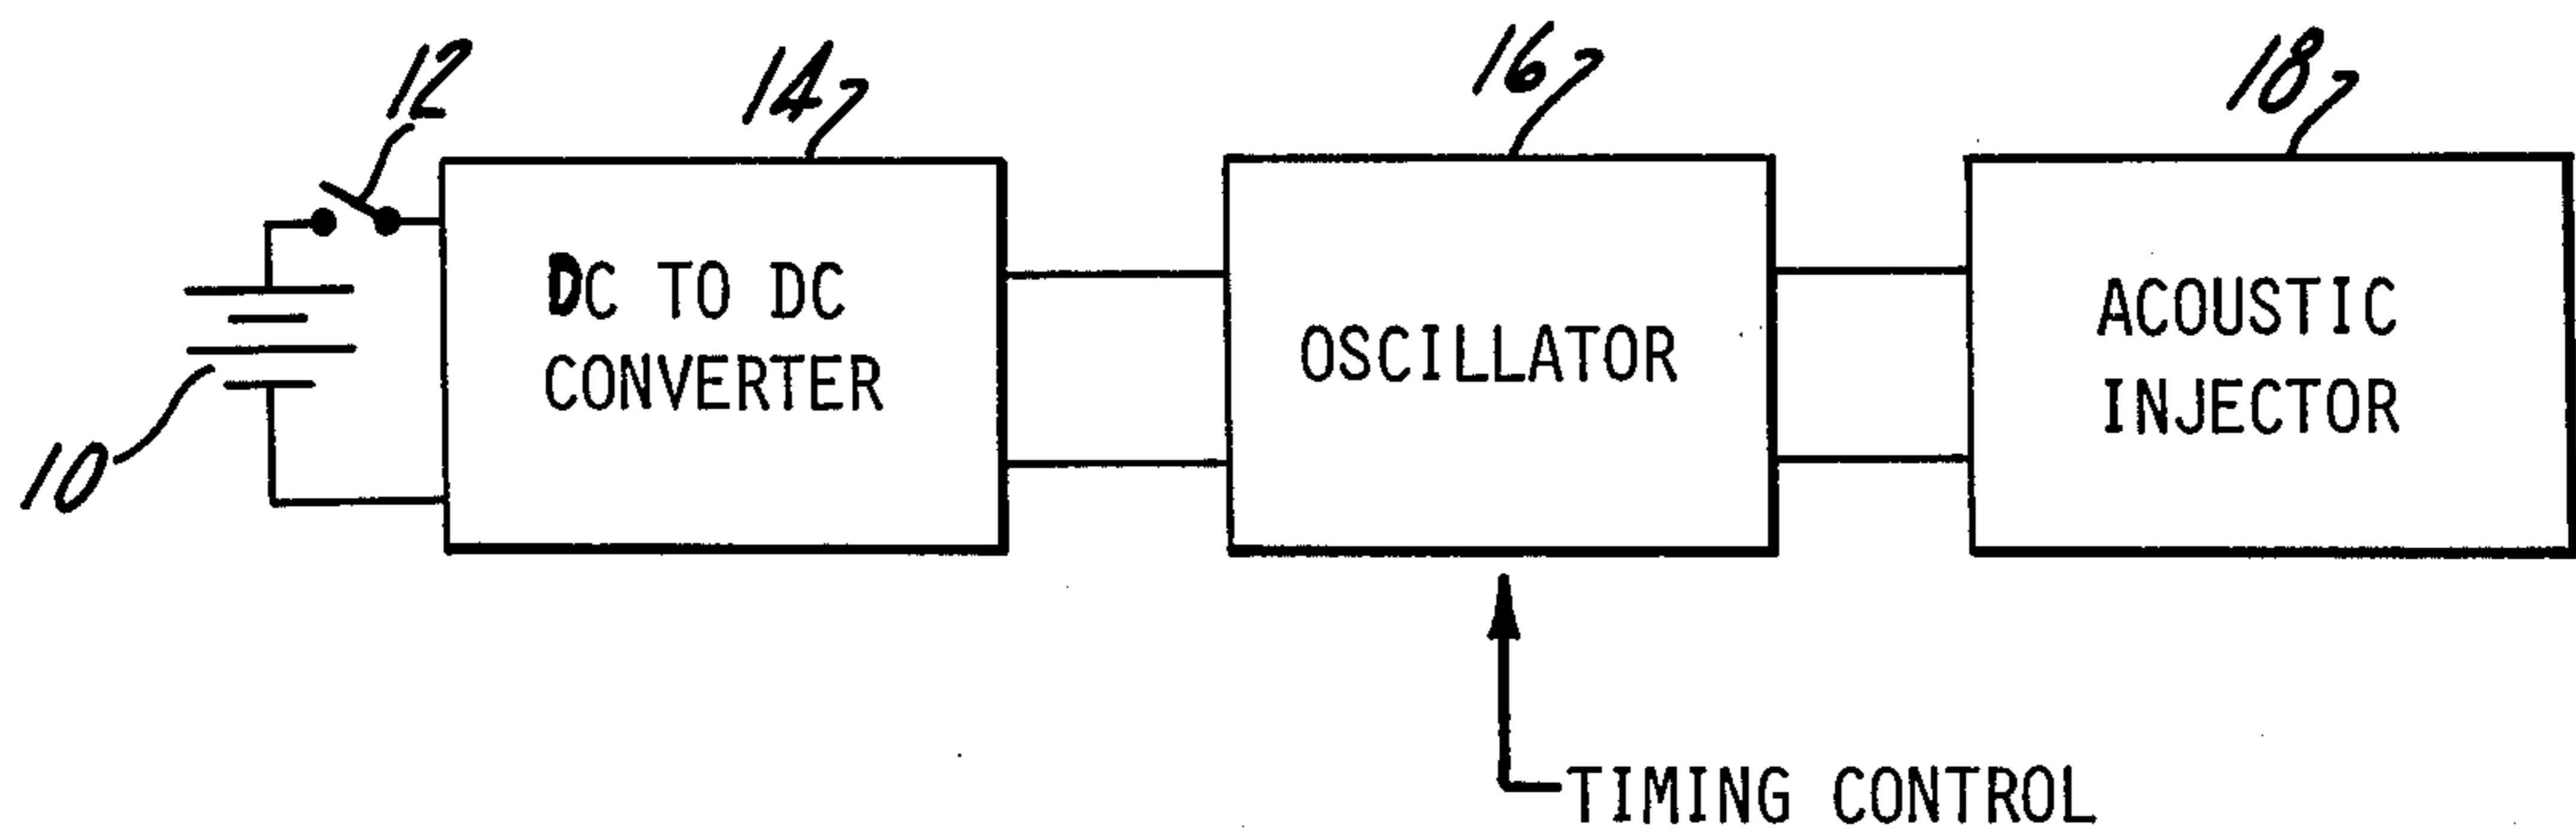 12
14
16
18
DC TO DC
CONVERTER
OSCILLATOR
ACOUSTIC
INJECTOR
10
TIMING CONTROL